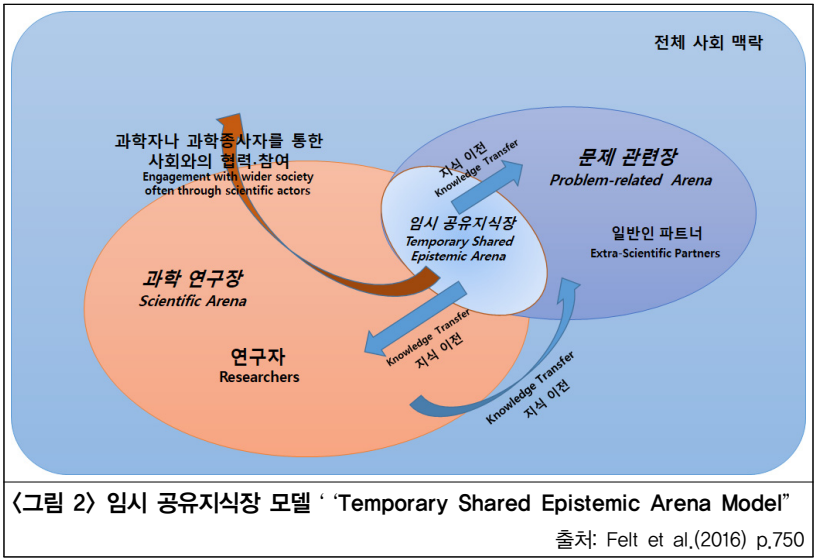 전체 사회 맥락
과학자나 과학종사자를 통한
사회와의 협력·참여
Engagement with wider society
often through scientific actors
지식 이전
Knowledge Transfer
문제 관련장
Problem-related Arena
일반인 파트너
Extra-Scientific Partners
임시 공유지식장
Temporary Shared
Epistemic Arena
과학 연구장
Scientific Arena
연구자
Researchers
Knowledge Transfer
지식 이전
Knowledge Transfer
지식 이전
〈그림 2〉 임시 공유지식장 모델 ‘ ‘Temporary Shared Epistemic Arena Model”
출처: Felt et al.(2016) p.750